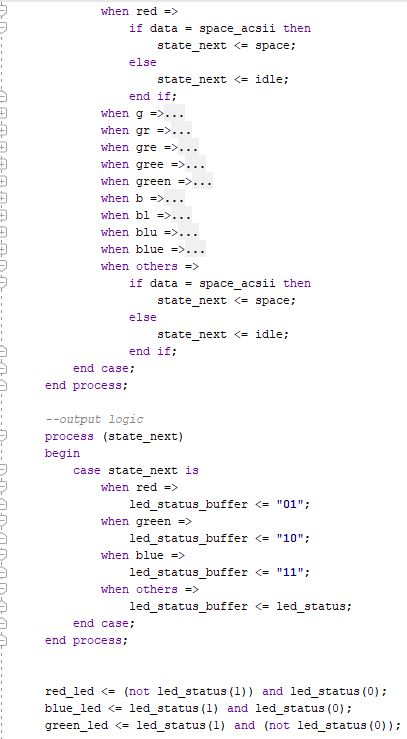 when red =>
if data = space_acsii then
state_next <= space;
else
state_next <= idle;
end if;
when g =>...
when gr =>...
when gre =>...
when gree =>...
when green =>...
when b =>...
when bl =>...
when blu =>...
when blue =>...
when others =>
if data = space_acsii then
state_next <= space;
else
state_next <= idle;
end if;
end case;
end process;
--output logic
process (state_next)
begin
case state_next is
when red =>
led_status_buffer <= "01";
when green =>
led_status_buffer <= "10";
when blue =>
led_status_buffer <= "11";
when others =>
led_status_buffer <= led_status;
end case;
end process;
red_led <= (not led_status(1)) and led_status(0);
blue_led <= led_status(1) and led_status(0);
green_led <= led_status(1) and (not led_status(0));